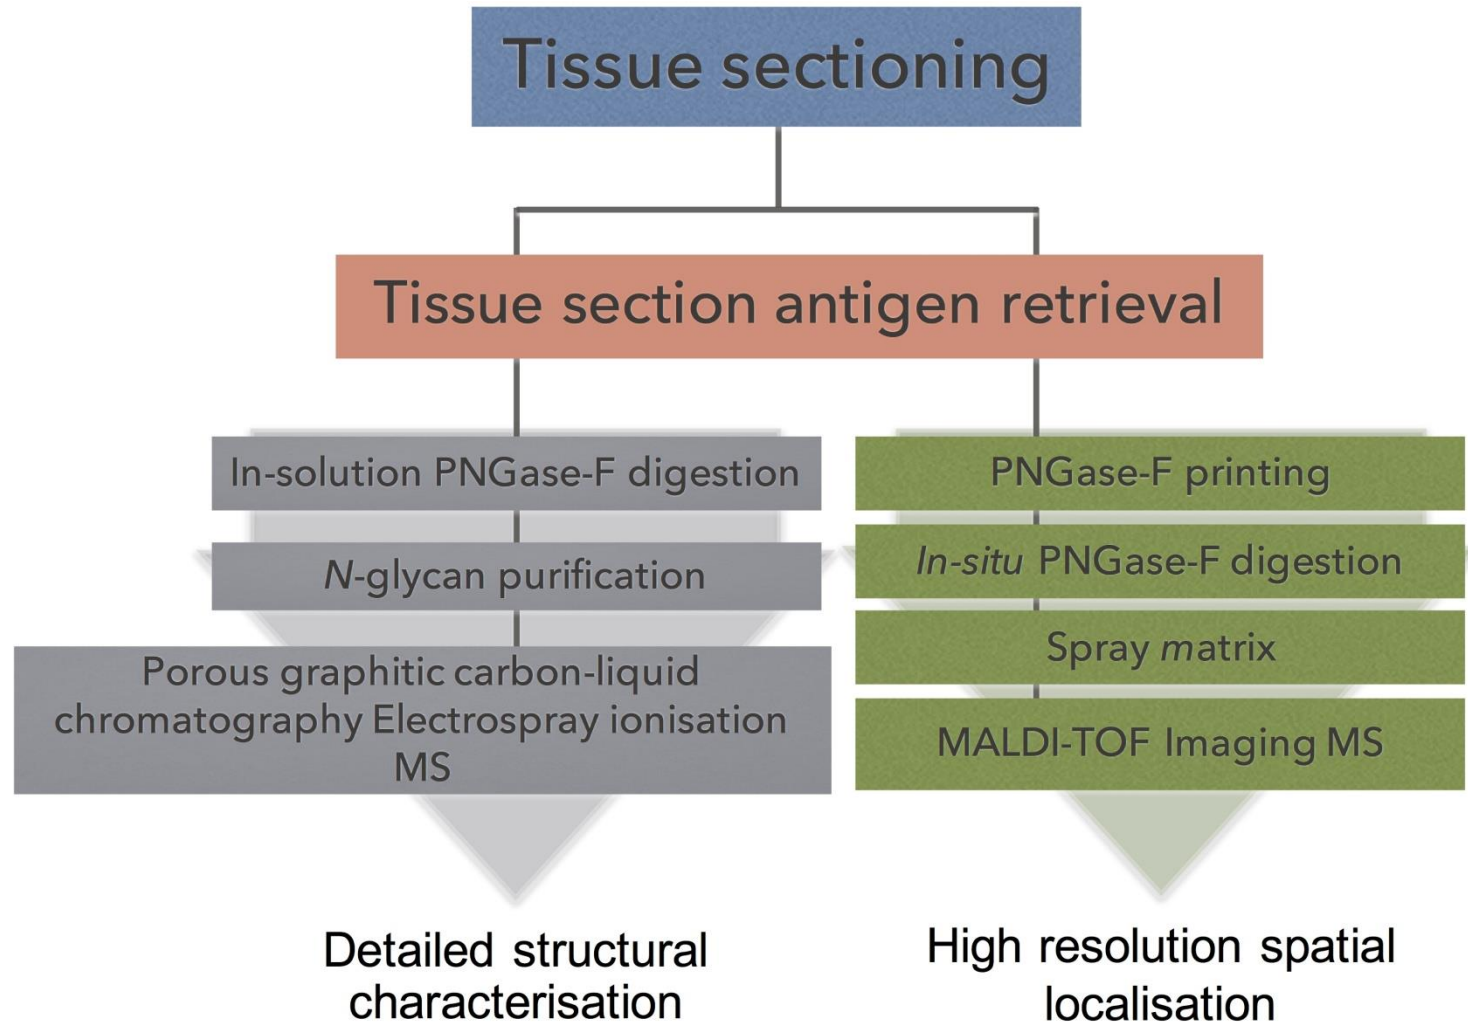 Tissue sectioning
Tissue section antigen retrieval
In-solution PNGase-F digestion
N-glycan purification
Porous graphitic carbon-liquid
chromatography Electrospray ionisation
MS
Detailed structural
characterisation
PNGase-F printing
In-situ PNGase-F digestion
Spray matrix
MALDI-TOF Imaging MS
High resolution spatial
localisation